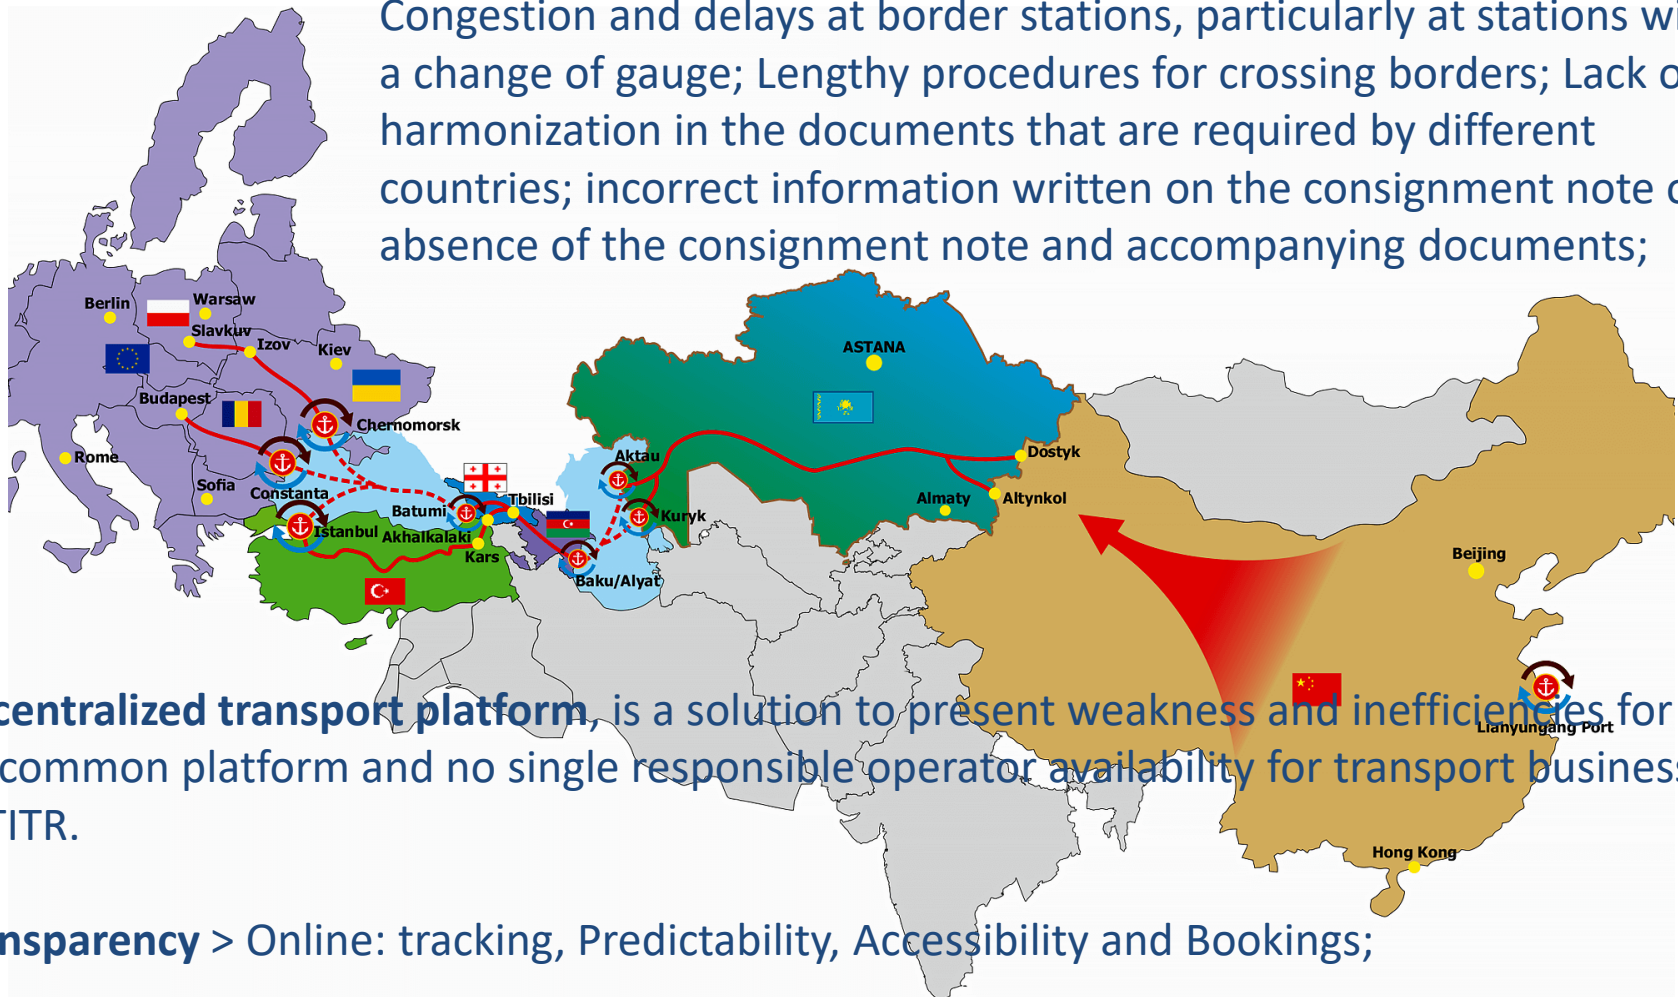 Congestion and delays at border stations, particularly at stations
a change of gauge; Lengthy procedures for crossing borders; Lack
harmonization in the documents that are required by different
countries; incorrect information written on the consignment note
absence of the consignment note and accompanying documents;
Berlin
Warsaw
Slavkuv
Izov
Kiev
ASTANA
Budapest
Chernomorsk
Rome
Aktau
Dostyk
Sofia
Constanta
Tbilisi
Almaty
Altynkol
Batumi
Kuryk
Istanbul
Akhalkalaki
Kars
Beijing
Baku/Alyat
centralized transport platform, is a solution to present weakness and inefficiencies for
Lianyungang Port
common platform and no single responsible operator availability for transport business
TITR.
Hong Kong
nsparency > Online: tracking, Predictability, Accessibility and Bookings;